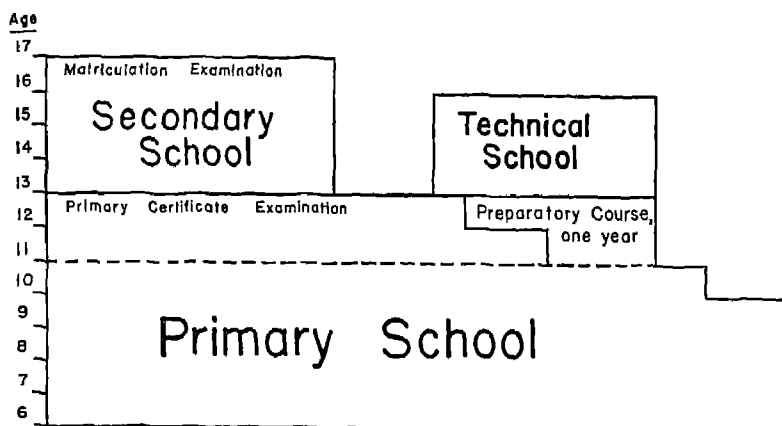 Age
17
Matriculation Examination
16
Secondary
School
15
14
Technical
School
13
Primary Certificate Examination
Preparatory Course,
one year
12
11
10
9
Primary School
8
7
6